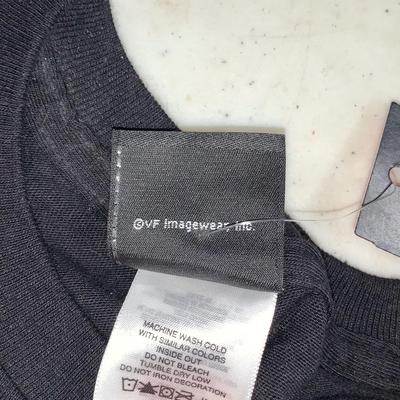 ©VF Imagewear, Inc.
MACHINE WASH COLD
WITH SIMILAR COLORS
INSIDE OUT
DO NOT BLEACH
TUMBLE DRY LOW
DO NOT IRON DECORATION